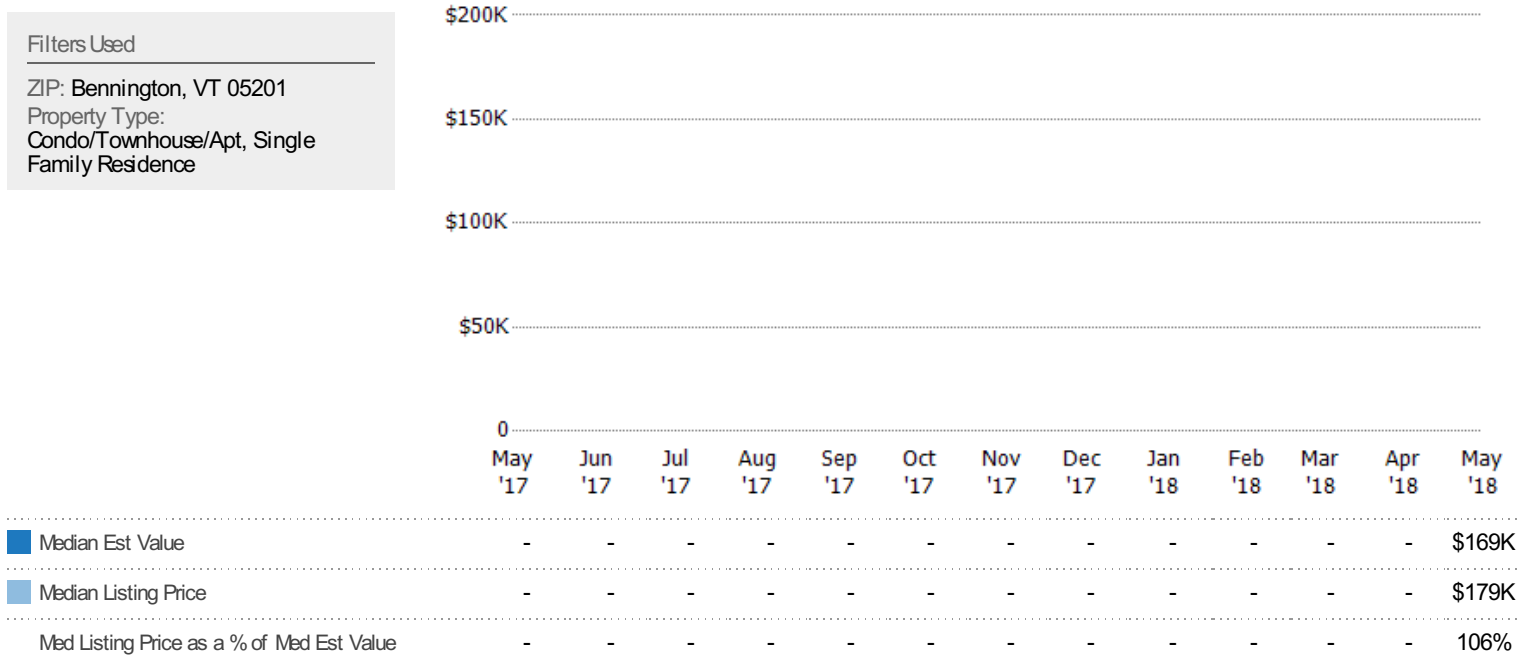 Filters Used
ZIP: Bennington, VT 05201
Property Type:
Condo/Townhouse/Apt, Single
Family Residence
$200K
$150K
$100K
$50K
0
May Jun Jul Aug Sep Oct Nov Dec Jan Feb Mar Apr May
'17 '17 '17 '17 '17 '17 '17 '17 '18 '18 '18 '18 '18
Median Est Value - - - - - - - - - - - - $169K
Median Listing Price - - - - - - - - - - - - $179K
Med Listing Price as a % of Med Est Value - - - - - - - - - - - - 106%